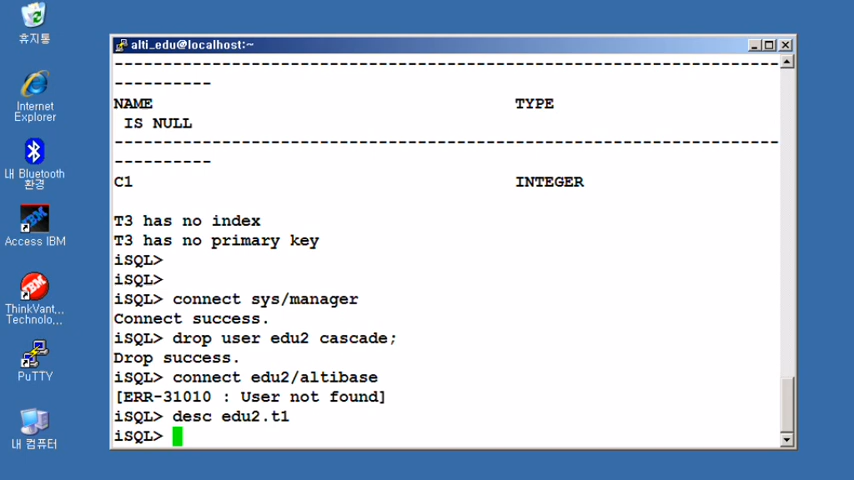 휴지통
Internet
Explorer
내 Bluetooth
환경
Access IBM
ThinkVant...
Technolo...
PuTTY
내 컴퓨터
alti_edu@localhost:~
--------------------------------------------------------------------
----------
NAME TYPE
IS NULL
--------------------------------------------------------------------
----------
C1 INTEGER
T3 has no index
T3 has no primary key
iSQL>
iSQL>
iSQL> connect sys/manager
Connect success.
iSQL> drop user edu2 cascade;
Drop success.
iSQL> connect edu2/altibase
[ERR-31010 : User not found]
iSQL> desc edu2.t1
iSQL>